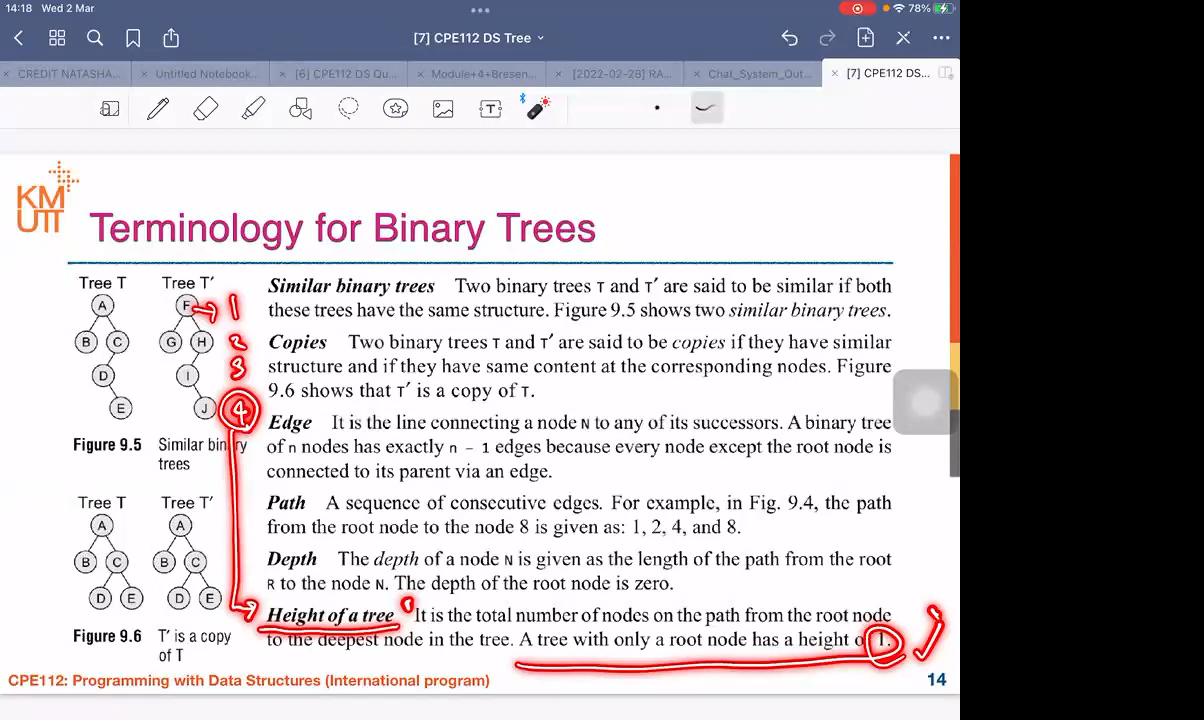 14:18 Wed 2 Mar
78%
[7] CPE112 DS Tree
CREDIT NATASHA...
Untitled Notebook...
[6] CPE112 DS Qu...
Module+4+Bresen...
[2022-02-28] RA...
Chat_System_Out...
[7] CPE112 DS...
T
KM
UTT
Terminology for Binary Trees
Tree T Tree T′
A F 1
B C G H 2
D I 3
E J 4
Figure 9.5 Similar binary
trees
Tree T Tree T′
A A
B C B C
D E D E
Figure 9.6 T′ is a copy
of T
Similar binary trees Two binary trees T and T′ are said to be similar if both
these trees have the same structure. Figure 9.5 shows two similar binary trees.
Copies Two binary trees T and T′ are said to be copies if they have similar
structure and if they have same content at the corresponding nodes. Figure
9.6 shows that T′ is a copy of T.
Edge It is the line connecting a node N to any of its successors. A binary tree
of n nodes has exactly n – 1 edges because every node except the root node is
connected to its parent via an edge.
Path A sequence of consecutive edges. For example, in Fig. 9.4, the path
from the root node to the node 8 is given as: 1, 2, 4, and 8.
Depth The depth of a node N is given as the length of the path from the root
R to the node N. The depth of the root node is zero.
Height of a tree It is the total number of nodes on the path from the root node
to the deepest node in the tree. A tree with only a root node has a height of 1.
CPE112: Programming with Data Structures (International program)
14